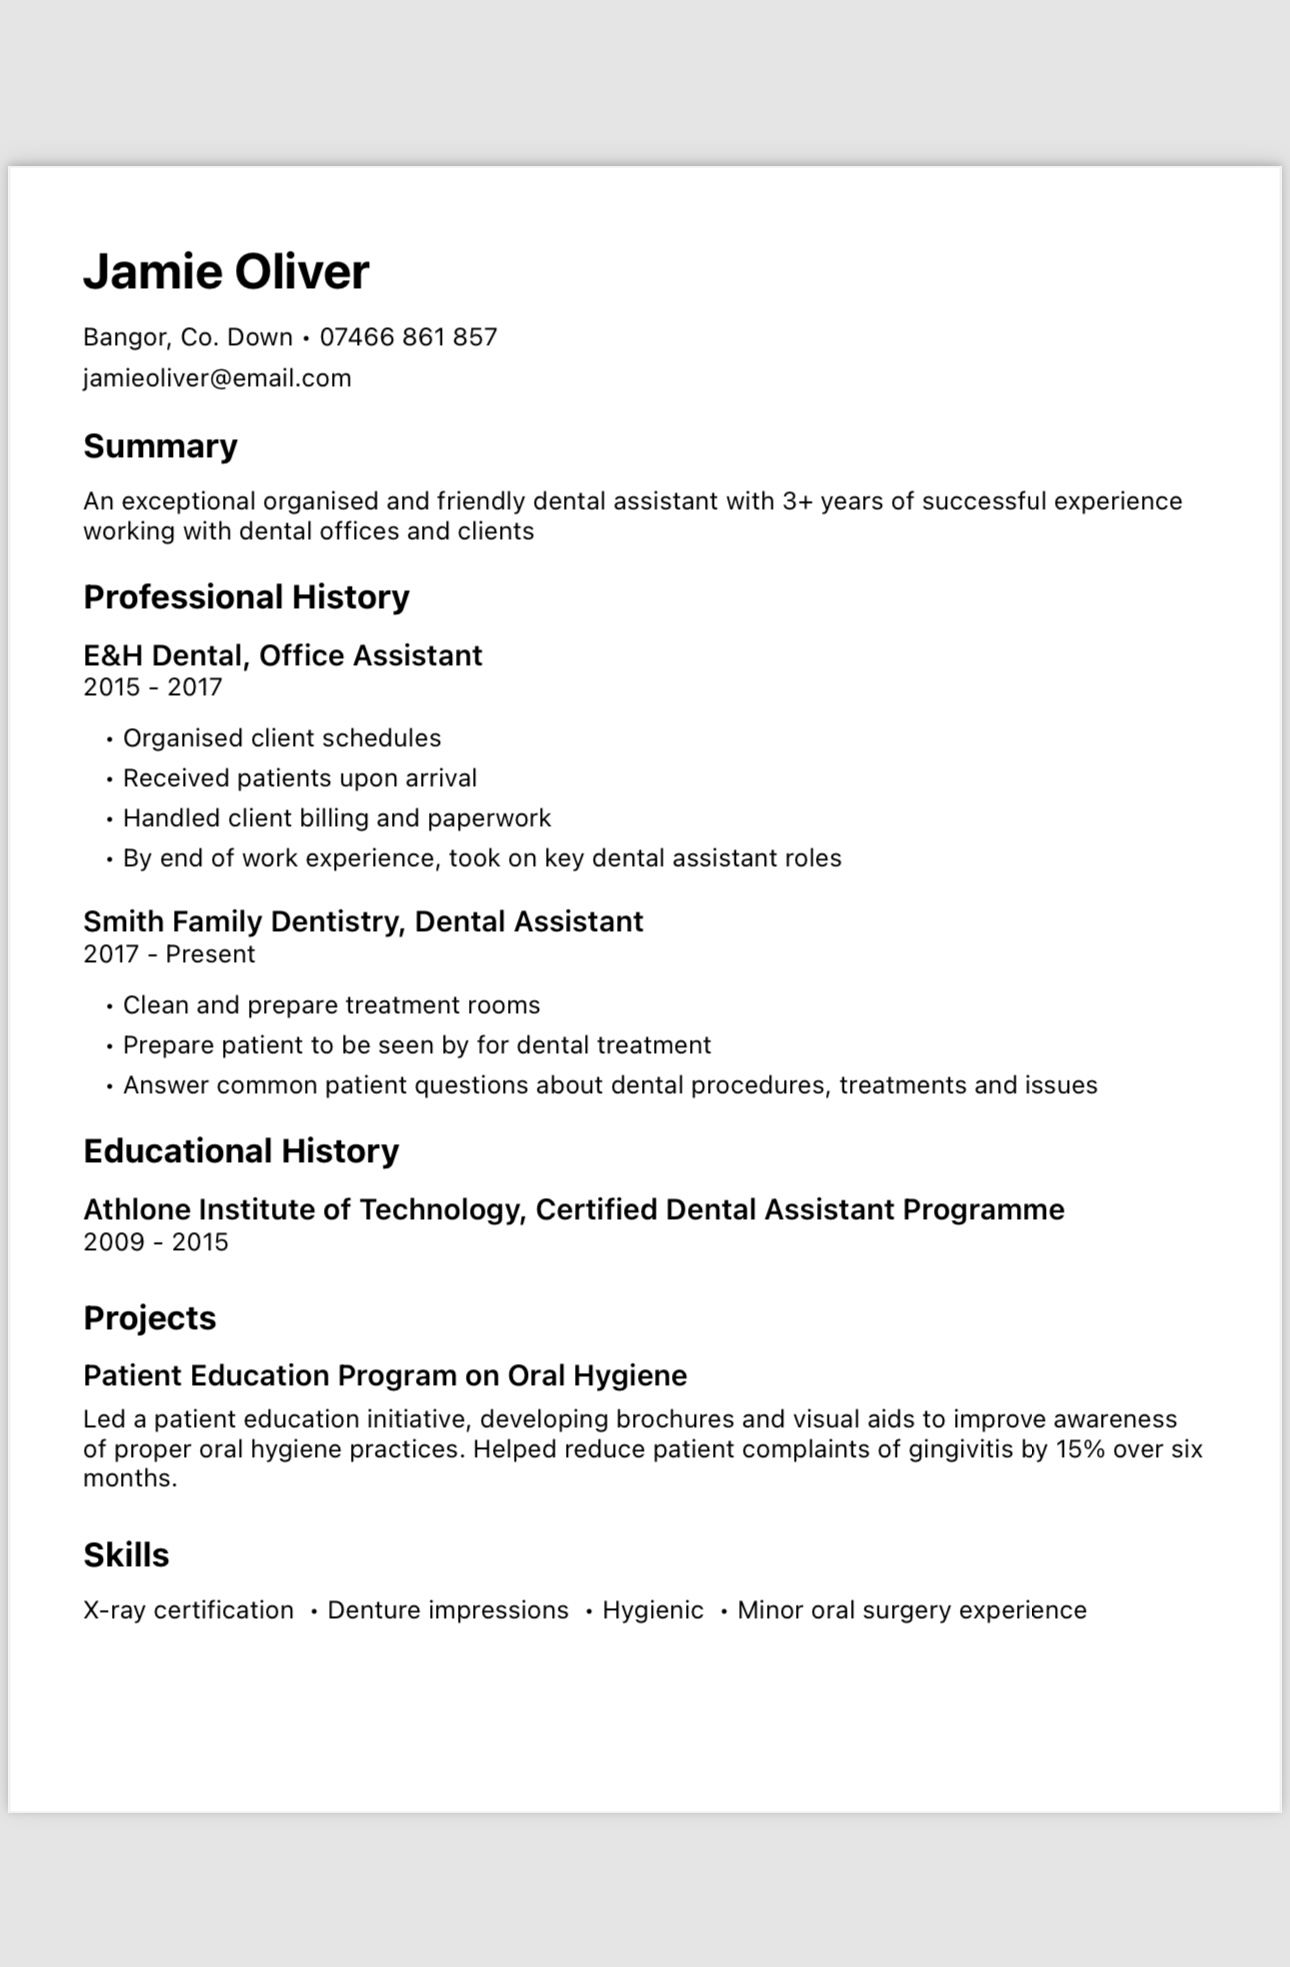 Jamie Oliver
Bangor, Co. Down • 07466 861 857
jamieoliver@email.com
Summary
An exceptional organised and friendly dental assistant with 3+ years of successful experience
working with dental offices and clients
Professional History
E&H Dental, Office Assistant
2015 - 2017
• Organised client schedules
• Received patients upon arrival
• Handled client billing and paperwork
• By end of work experience, took on key dental assistant roles
Smith Family Dentistry, Dental Assistant
2017 - Present
• Clean and prepare treatment rooms
• Prepare patient to be seen by for dental treatment
• Answer common patient questions about dental procedures, treatments and issues
Educational History
Athlone Institute of Technology, Certified Dental Assistant Programme
2009 - 2015
Projects
Patient Education Program on Oral Hygiene
Led a patient education initiative, developing brochures and visual aids to improve awareness
of proper oral hygiene practices. Helped reduce patient complaints of gingivitis by 15% over six
months.
Skills
X-ray certification • Denture impressions • Hygienic • Minor oral surgery experience